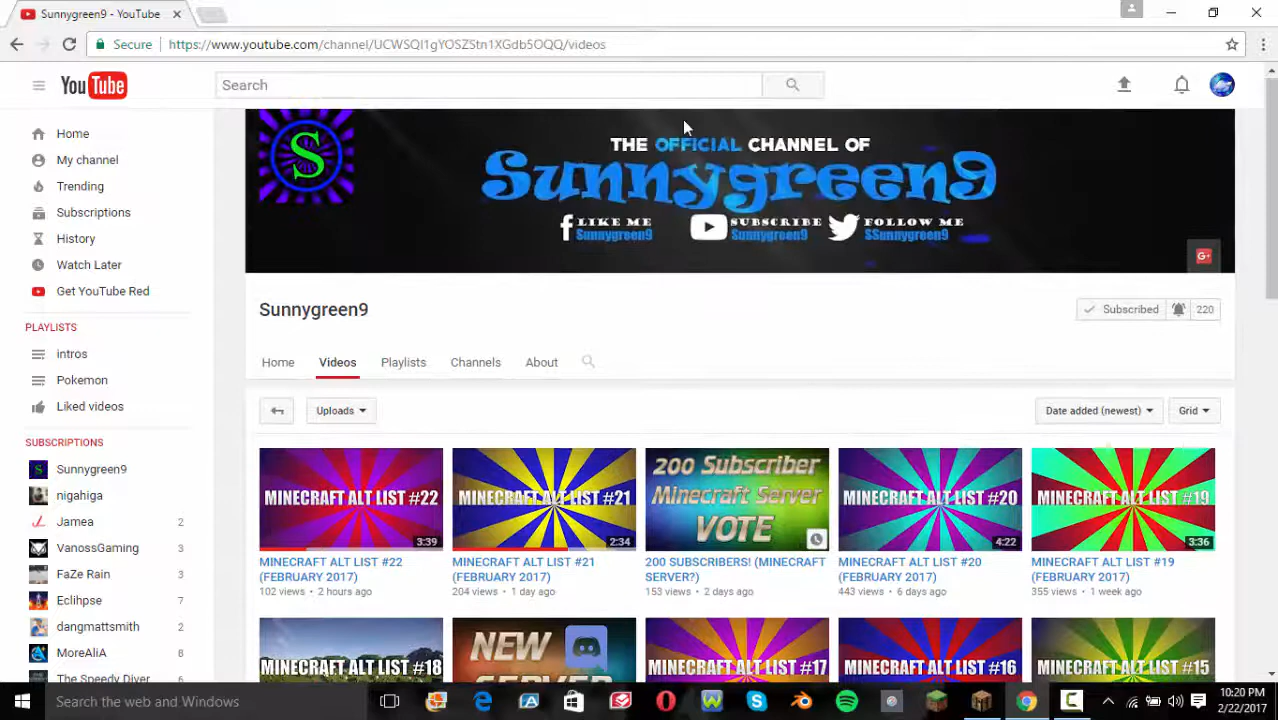 Sunnygreen9 - YouTube
Secure https://www.youtube.com/channel/UCWSQI1gYOSZStn1XGdb5OQQ/videos
YouTube
Search
Home
My channel
Trending
Subscriptions
History
Watch Later
Get YouTube Red
PLAYLISTS
intros
Pokemon
Liked videos
SUBSCRIPTIONS
Sunnygreen9
nigahiga
Jamea 2
VanossGaming 3
FaZe Rain 3
Eclihpse 7
dangmattsmith 2
MoreAliA 8
The Speedy Diver 6
S
THE OFFICIAL CHANNEL OF
Sunnygreen9
LIKE ME
Sunnygreen9
SUBSCRIBE
Sunnygreen9
FOLLOW ME
SSunnygreen9
G+
Sunnygreen9
Subscribed 220
Home Videos Playlists Channels About
Uploads Date added (newest) Grid
MINECRAFT ALT LIST #22
3:39
MINECRAFT ALT LIST #22
(FEBRUARY 2017)
102 views • 2 hours ago
MINECRAFT ALT LIST #21
2:34
MINECRAFT ALT LIST #21
(FEBRUARY 2017)
204 views • 1 day ago
200 Subscriber
Minecraft Server
VOTE
200 SUBSCRIBERS! (MINECRAFT
SERVER?)
153 views • 2 days ago
MINECRAFT ALT LIST #20
4:22
MINECRAFT ALT LIST #20
(FEBRUARY 2017)
443 views • 6 days ago
MINECRAFT ALT LIST #19
3:36
MINECRAFT ALT LIST #19
(FEBRUARY 2017)
355 views • 1 week ago
MINECRAFT ALT LIST #18
NEW
SERVER
MINECRAFT ALT LIST #17
MINECRAFT ALT LIST #16
MINECRAFT ALT LIST #15
Search the web and Windows
10:20 PM
2/22/2017